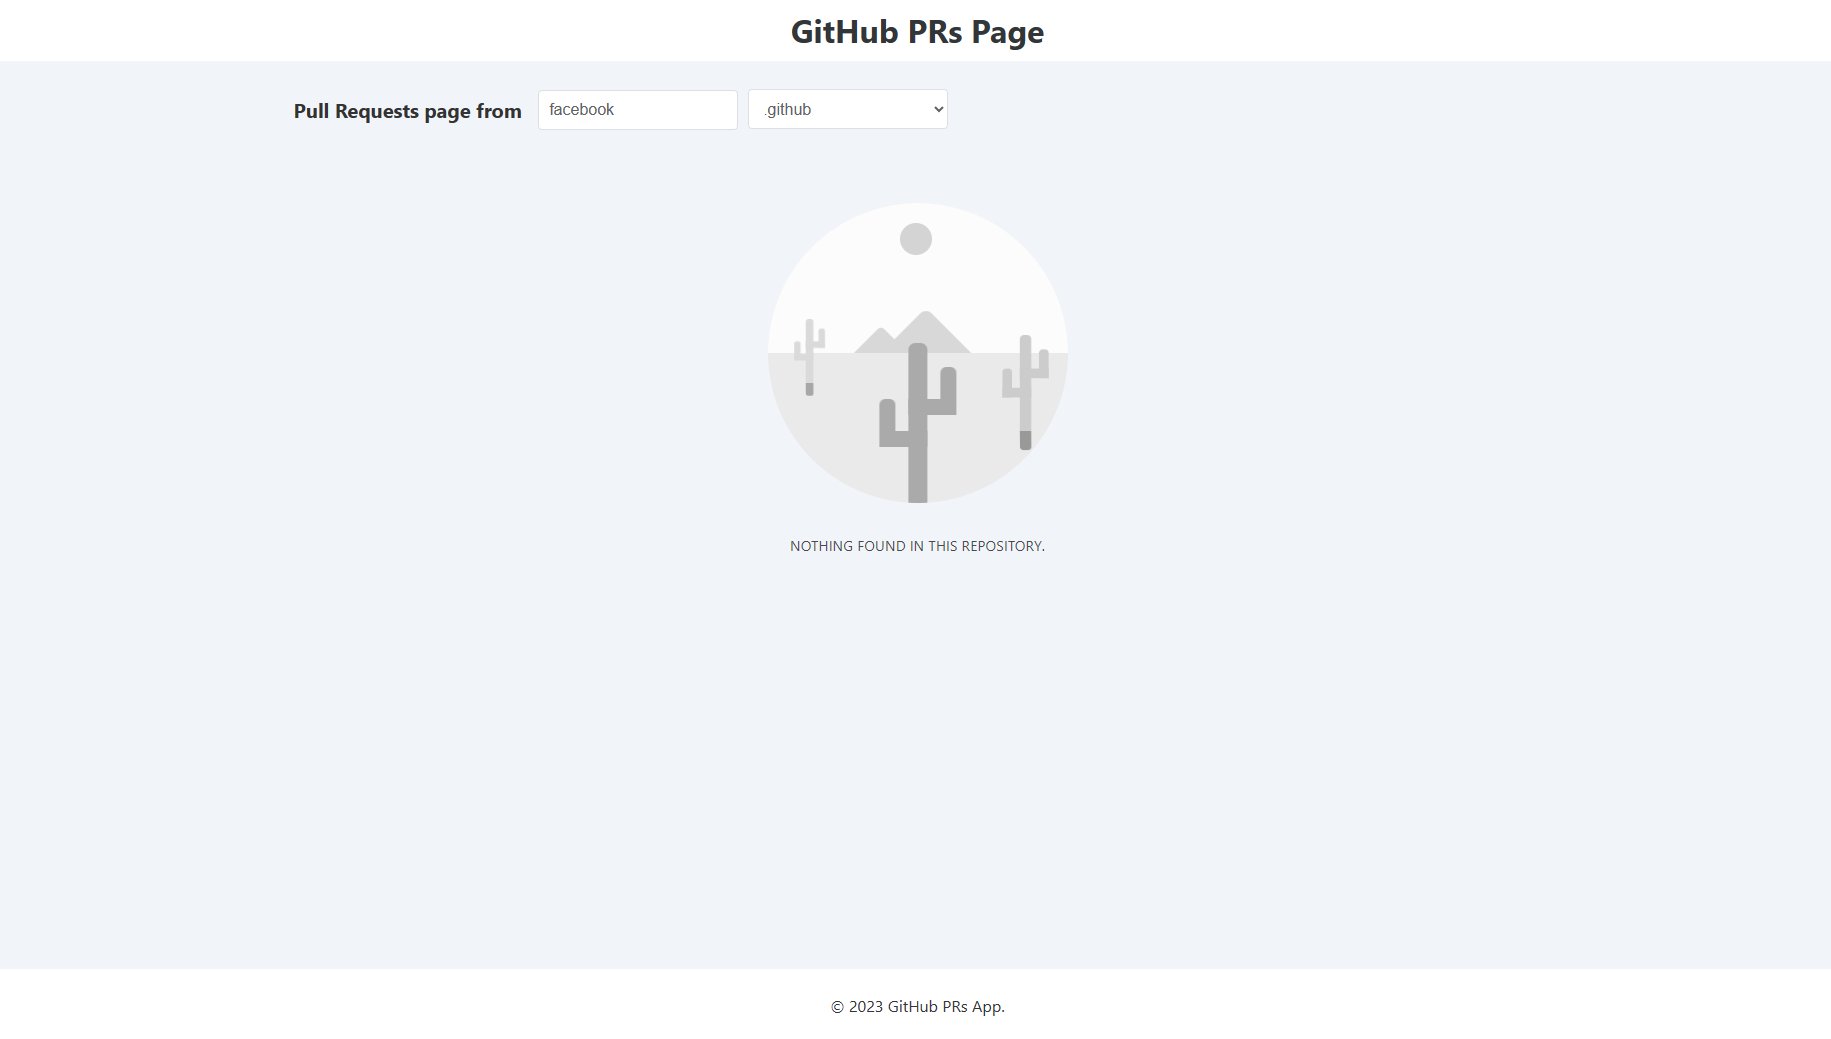 GitHub PRs Page
Pull Requests page from facebook .github
NOTHING FOUND IN THIS REPOSITORY.
© 2023 GitHub PRs App.